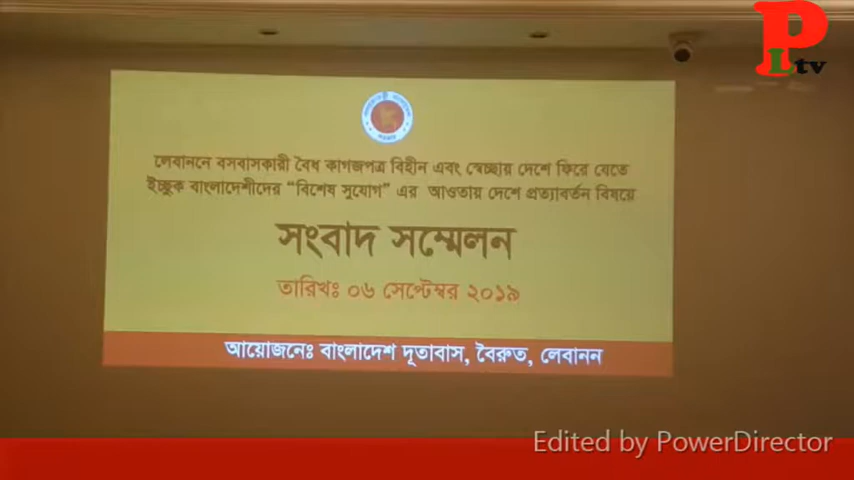 PLtv
লেবাননে বসবাসকারী বৈধ কাগজপত্র বিহীন এবং স্বেচ্ছায় দেশে ফিরে যেতে
ইচ্ছুক বাংলাদেশীদের “বিশেষ সুযোগ” এর আওতায় দেশে প্রত্যাবর্তন বিষয়ে
সংবাদ সম্মেলন
তারিখঃ ০৬ সেপ্টেম্বর ২০১৯
আয়োজনেঃ বাংলাদেশ দূতাবাস, বৈরুত, লেবানন
Edited by PowerDirector